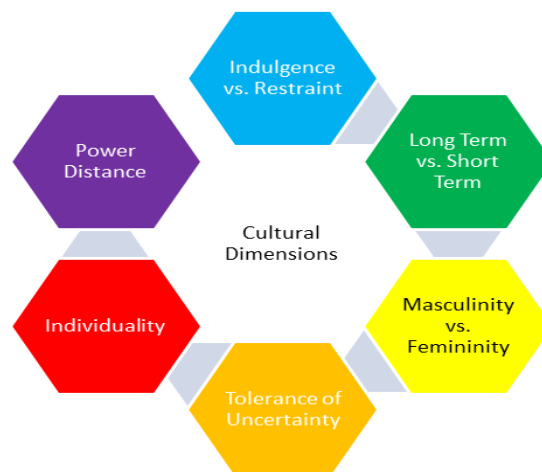 Indulgence
vs. Restraint
Power
Distance
Long Term
vs. Short
Term
Cultural
Dimensions
Individuality
Masculinity
vs.
Femininity
Tolerance of
Uncertainty